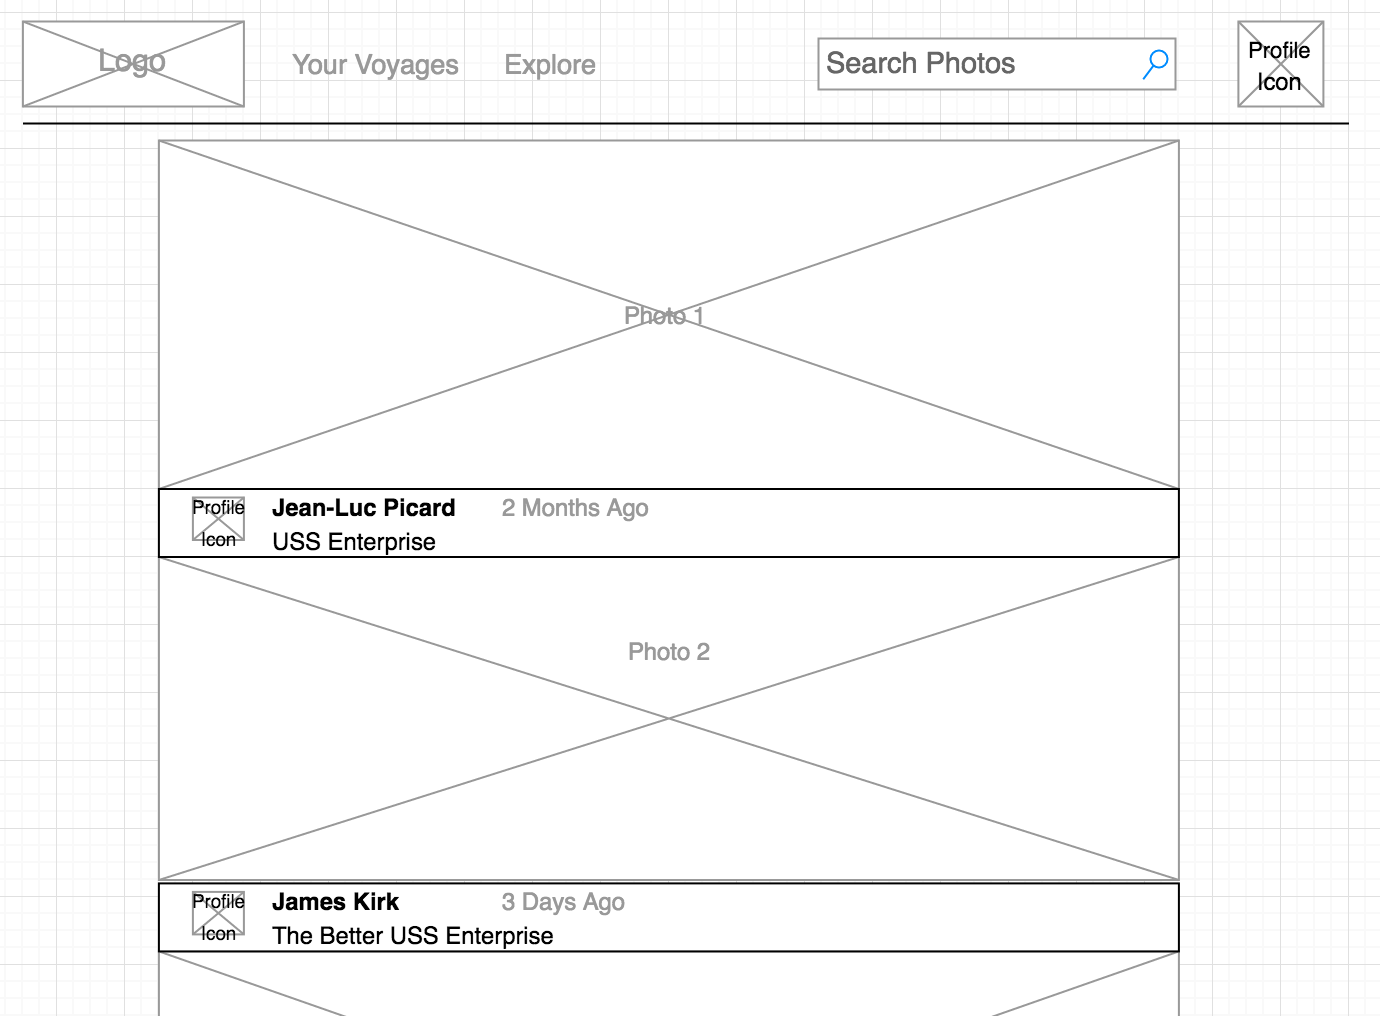 Logo
Your Voyages
Explore
Search Photos
Profile
Icon
Photo 1
Profile
Icon
Jean-Luc Picard
2 Months Ago
USS Enterprise
Photo 2
Profile
Icon
James Kirk
3 Days Ago
The Better USS Enterprise